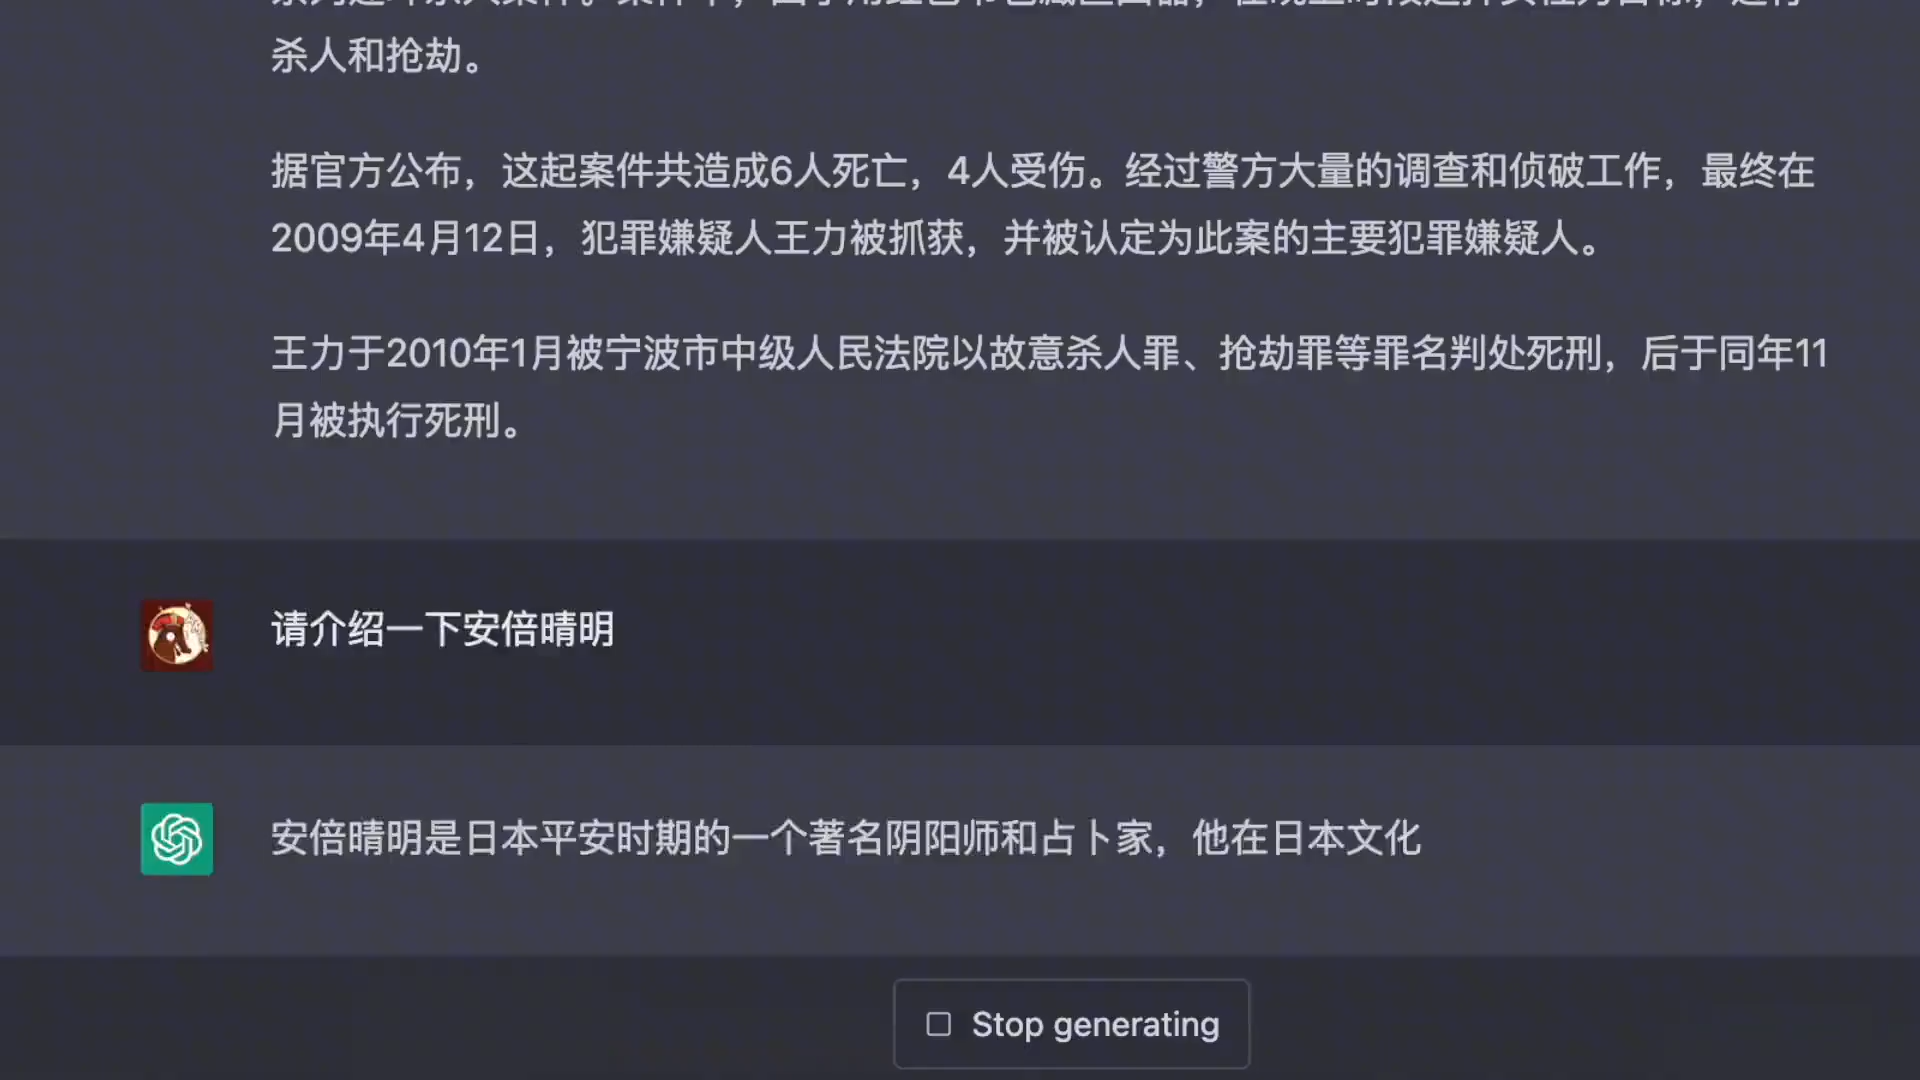 杀人和抢劫。
据官方公布，这起案件共造成6人死亡，4人受伤。经过警方大量的调查和侦破工作，最终在
2009年4月12日，犯罪嫌疑人王力被抓获，并被认定为此案的主要犯罪嫌疑人。
王力于2010年1月被宁波市中级人民法院以故意杀人罪、抢劫罪等罪名判处死刑，后于同年11
月被执行死刑。
请介绍一下安倍晴明
安倍晴明是日本平安时期的一个著名阴阳师和占卜家，他在日本文化
Stop generating